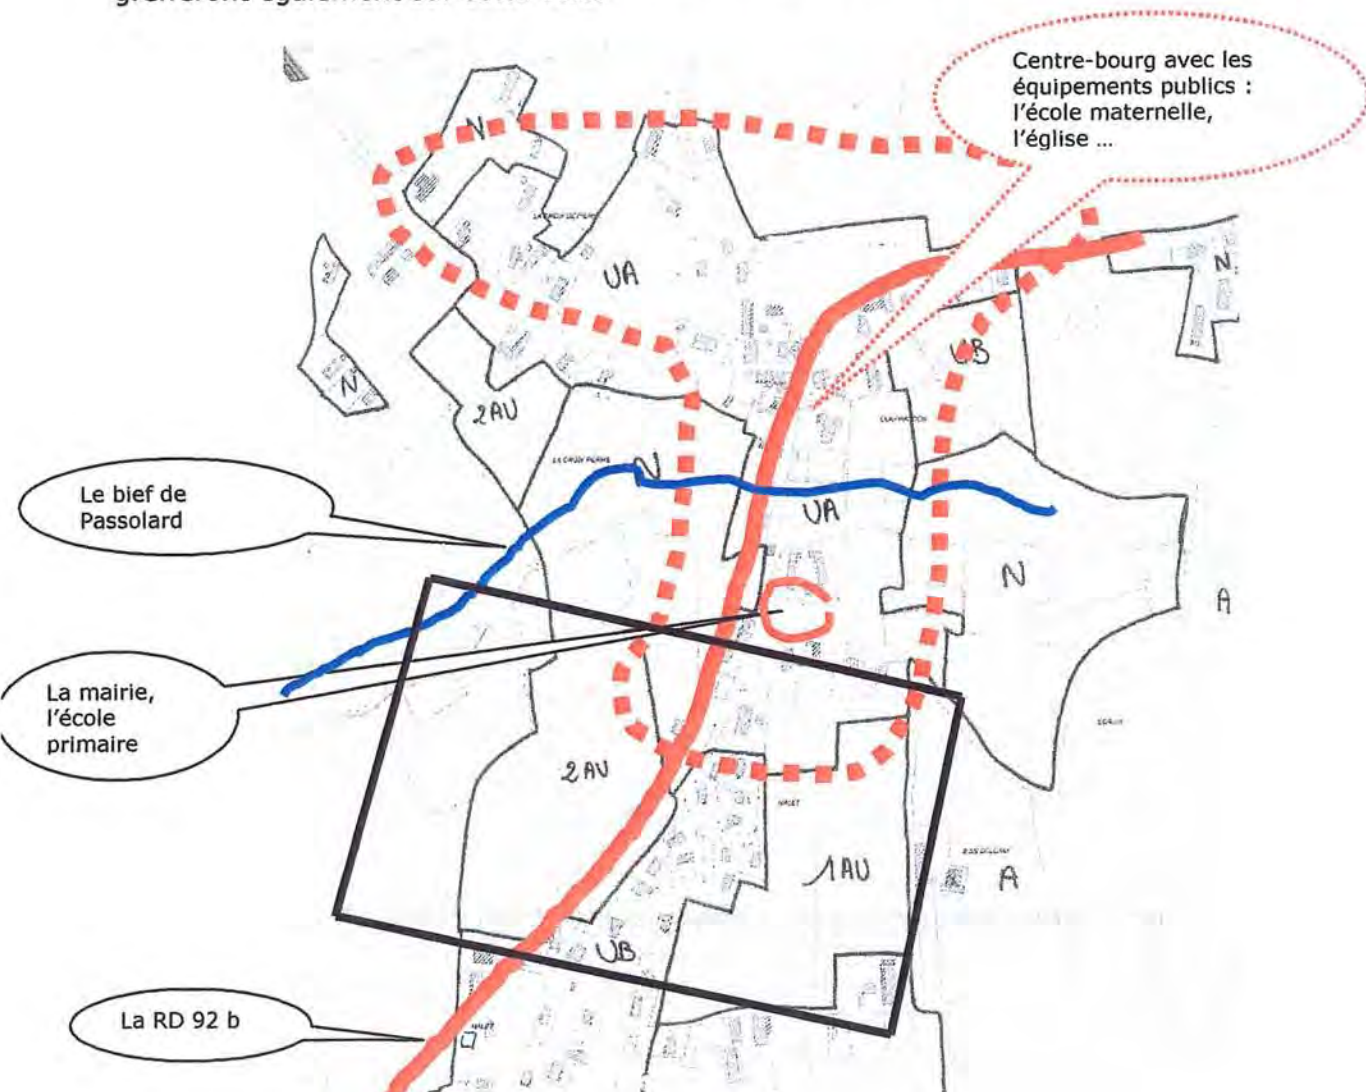 Centre-bourg avec les
équipements publics :
l'école maternelle,
l'église ...
N
UA
N
UB
N
2AU
N
Le bief de
Passolard
UA
N
A
La mairie,
l'école
primaire
2AU
1AU
A
UB
La RD 92 b